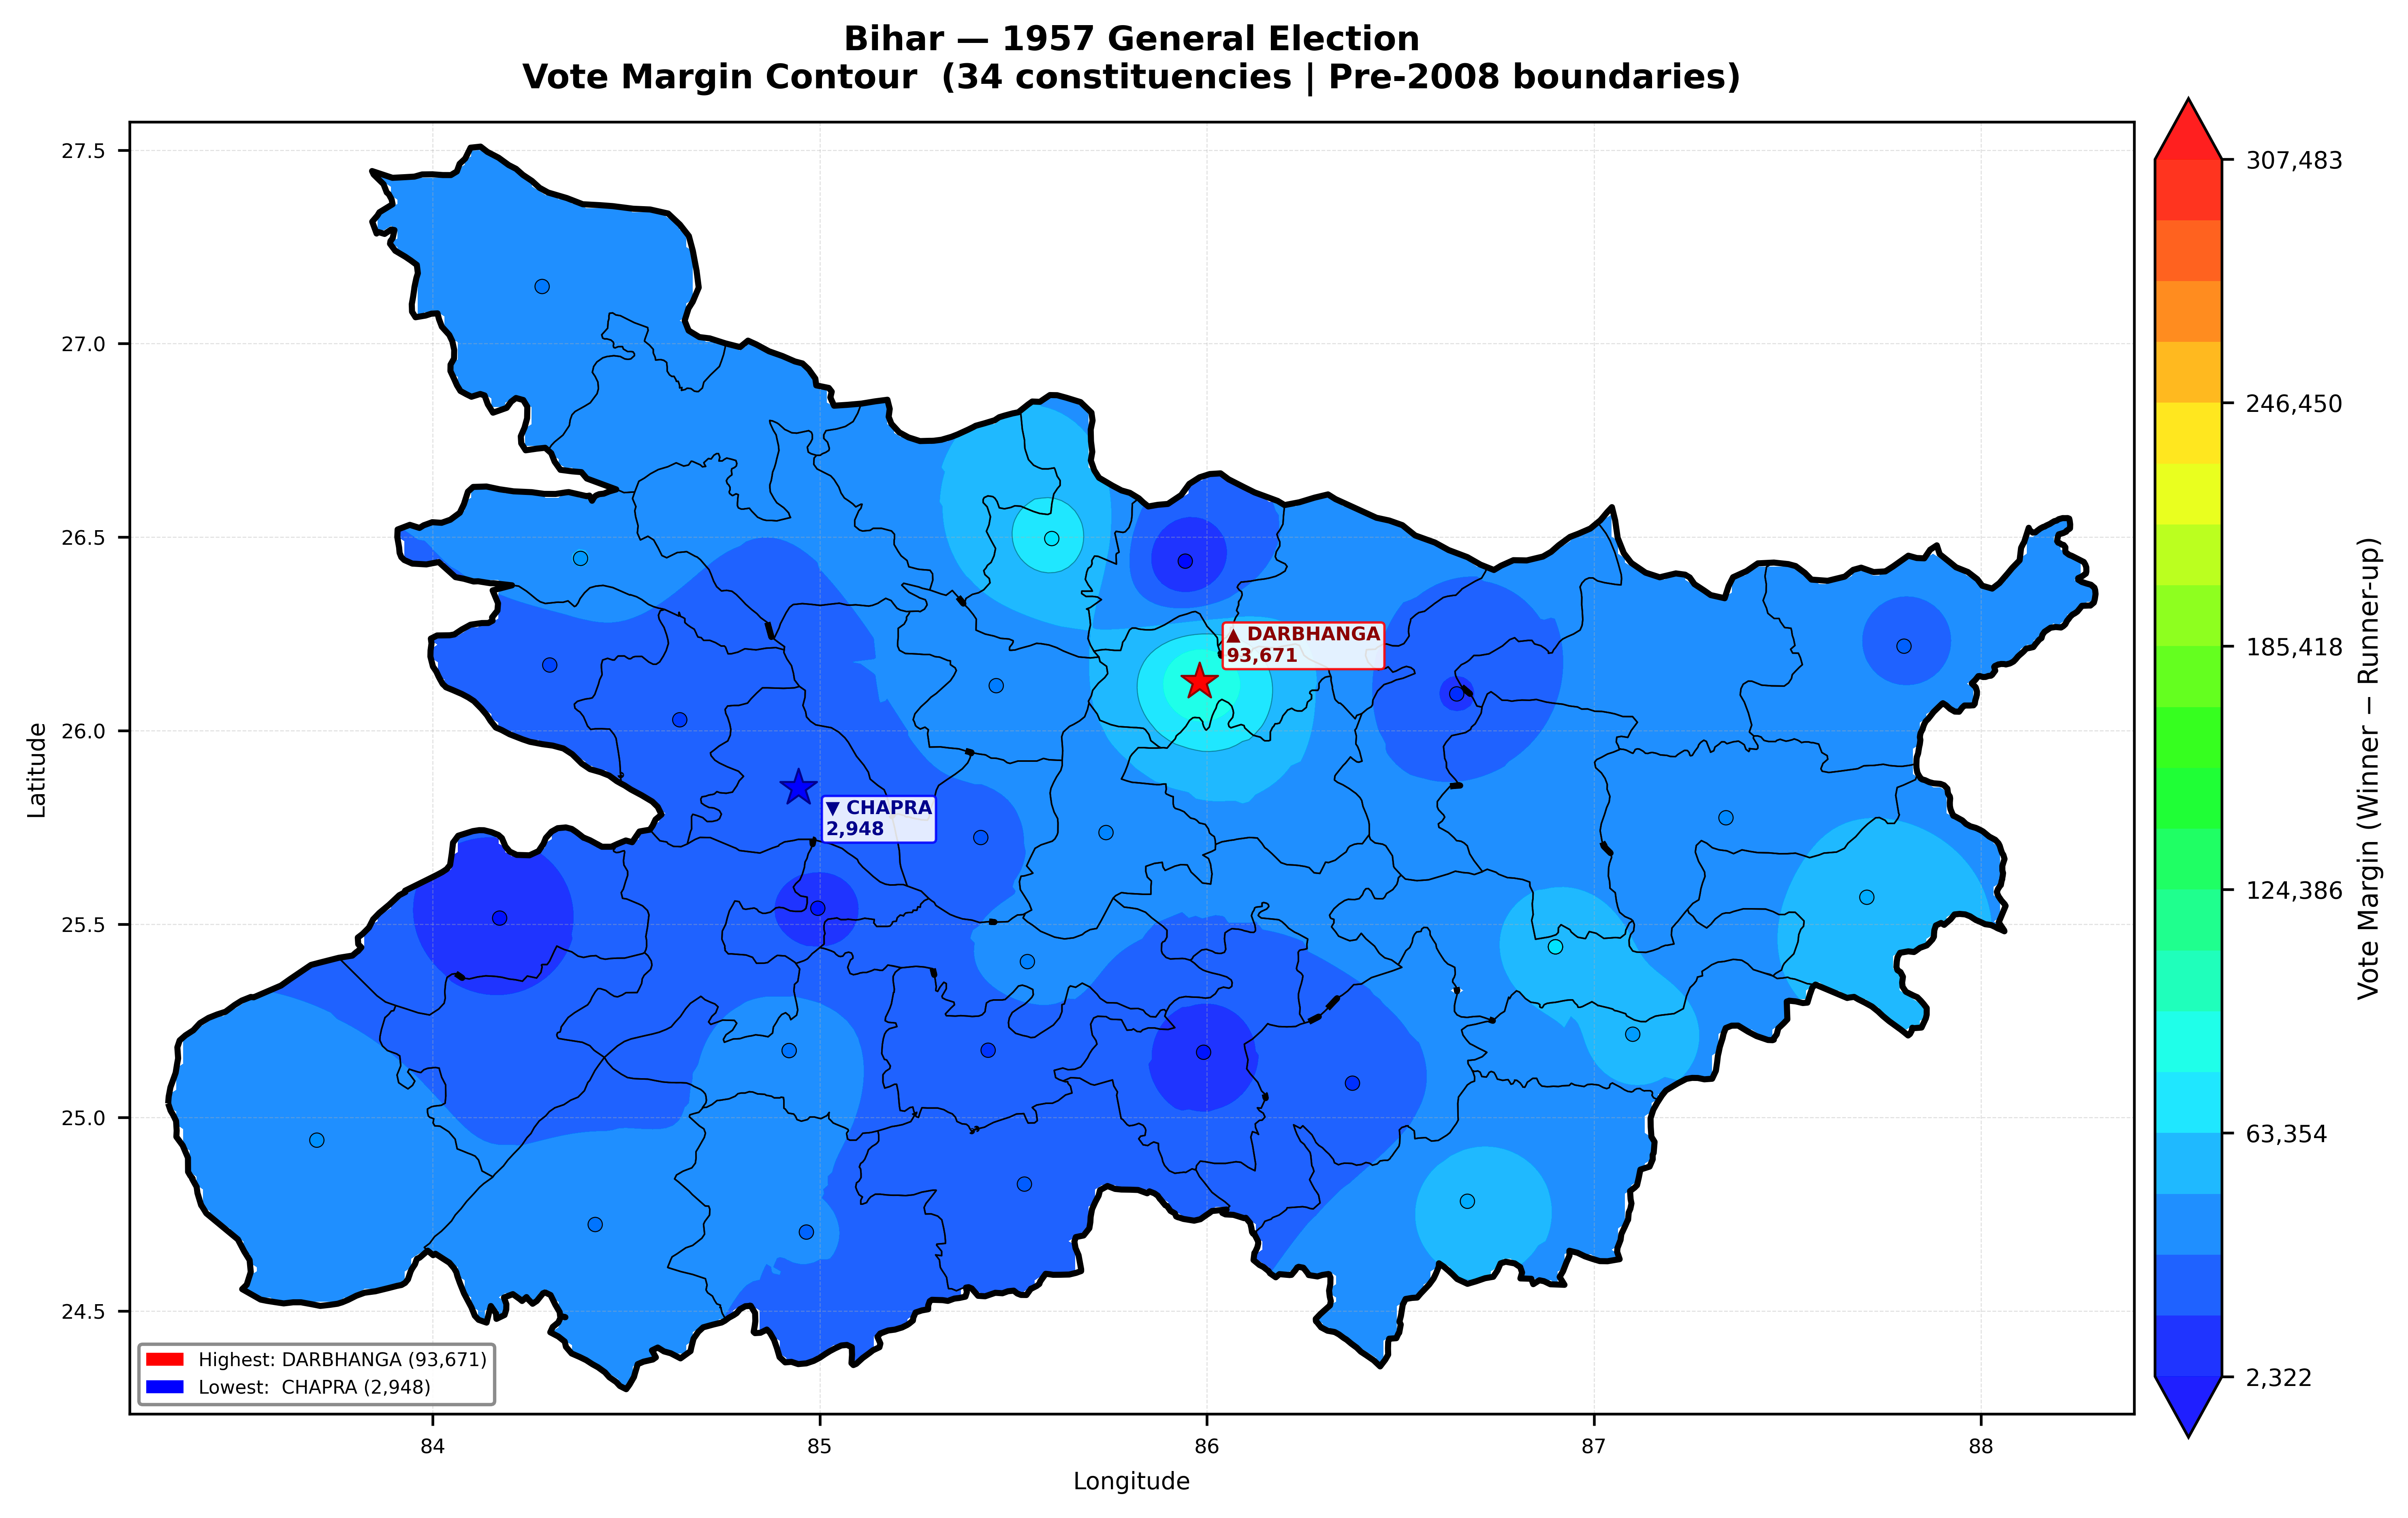 Bihar — 1957 General Election
Vote Margin Contour (34 constituencies | Pre-2008 boundaries)
27.5
27.0
26.5
26.0
25.5
25.0
24.5
Latitude
▲ DARBHANGA
93,671
▼ CHAPRA
2,948
Highest: DARBHANGA (93,671)
Lowest: CHAPRA (2,948)
84
85
86
87
88
Longitude
307,483
246,450
185,418
124,386
63,354
2,322
Vote Margin (Winner − Runner-up)